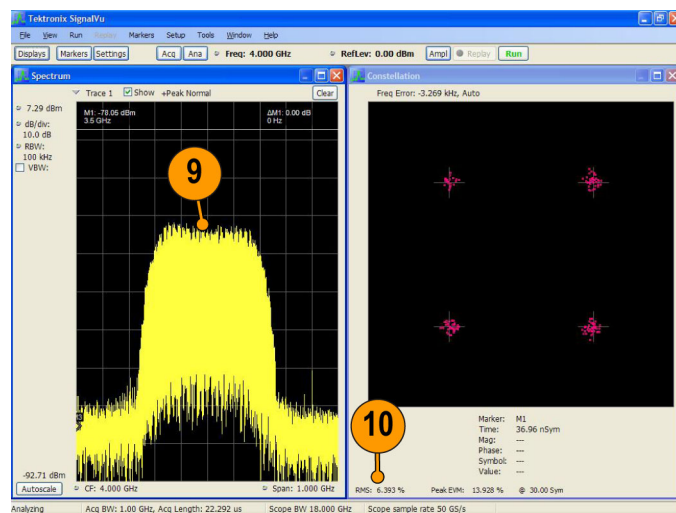 Tektronix SignalVu
File View Run Replay Markers Setup Tools Window Help
Displays Markers Settings Acq Ana Freq: 4.000 GHz RefLev: 0.00 dBm Ampl Replay Run
Spectrum
Trace 1 Show +Peak Normal Clear
7.29 dBm
dB/div:
10.0 dB
RBW:
100 kHz
VBW:
M1: -78.05 dBm
3.5 GHz
ΔM1: 0.00 dB
0 Hz
9
-92.71 dBm
Autoscale CF: 4.000 GHz Span: 1.000 GHz
Constellation
Freq Error: -3.269 kHz, Auto
10
Marker: M1
Time: 36.96 nSym
Mag: ---
Phase: ---
Symbol: ---
Value: ---
RMS: 6.393 % Peak EVM: 13.928 % @ 30.00 Sym
Analyzing Acq BW: 1.00 GHz, Acq Length: 22.292 us Scope BW 18.000 GHz Scope sample rate 50 GS/s